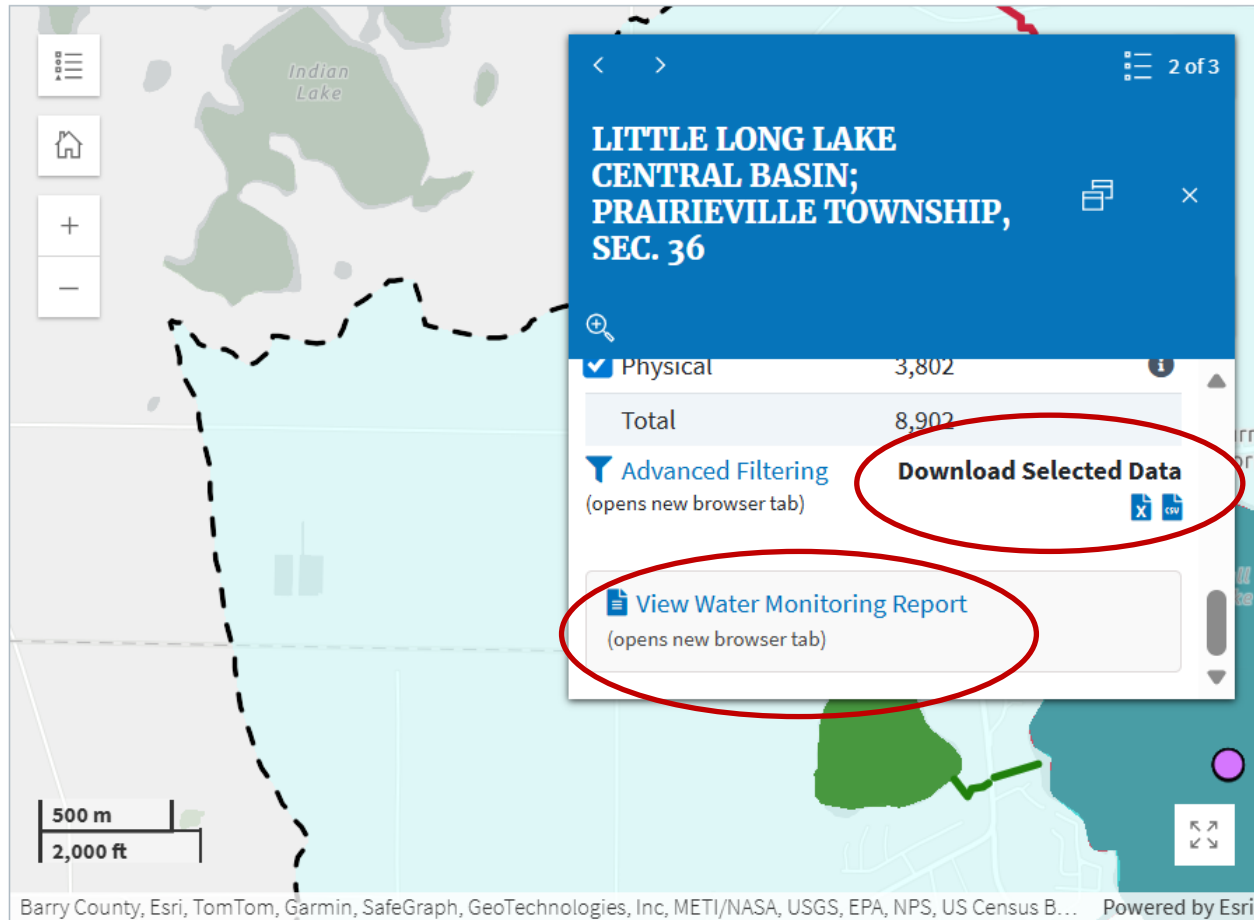 Indian
Lake
2 of 3
LITTLE LONG LAKE
CENTRAL BASIN;
PRAIRIEVILLE TOWNSHIP,
SEC. 36
Physical 3,802
Total 8,902
Advanced Filtering
(opens new browser tab)
Download Selected Data
X CSV
View Water Monitoring Report
(opens new browser tab)
500 m
2,000 ft
Barry County, Esri, TomTom, Garmin, SafeGraph, GeoTechnologies, Inc, METI/NASA, USGS, EPA, NPS, US Census B... Powered by Esri